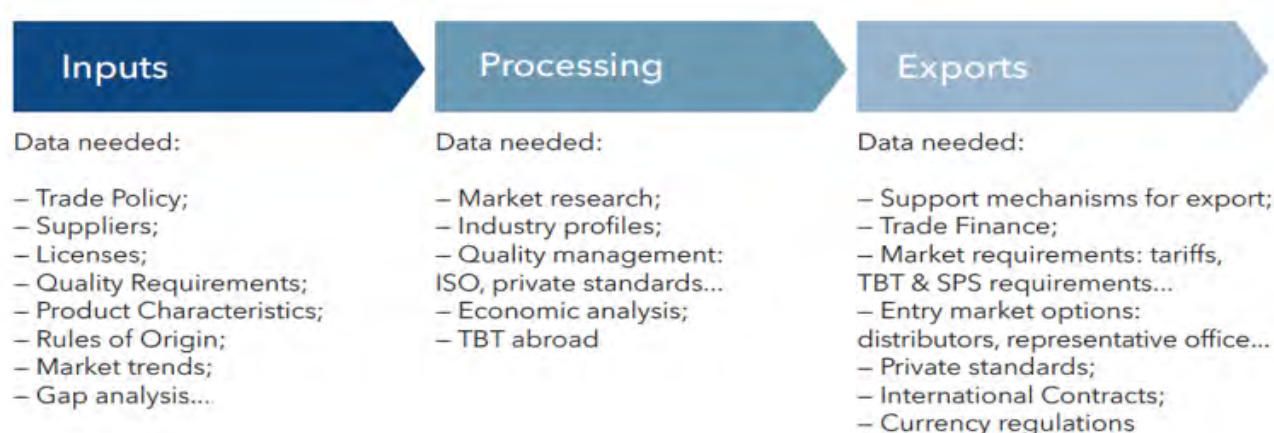 Inputs
Data needed:
– Trade Policy;
– Suppliers;
– Licenses;
– Quality Requirements;
– Product Characteristics;
– Rules of Origin;
– Market trends;
– Gap analysis...
Processing
Data needed:
– Market research;
– Industry profiles;
– Quality management:
ISO, private standards...
– Economic analysis;
– TBT abroad
Exports
Data needed:
– Support mechanisms for export;
– Trade Finance;
– Market requirements: tariffs,
TBT & SPS requirements...
– Entry market options:
distributors, representative office...
– Private standards;
– International Contracts;
– Currency regulations